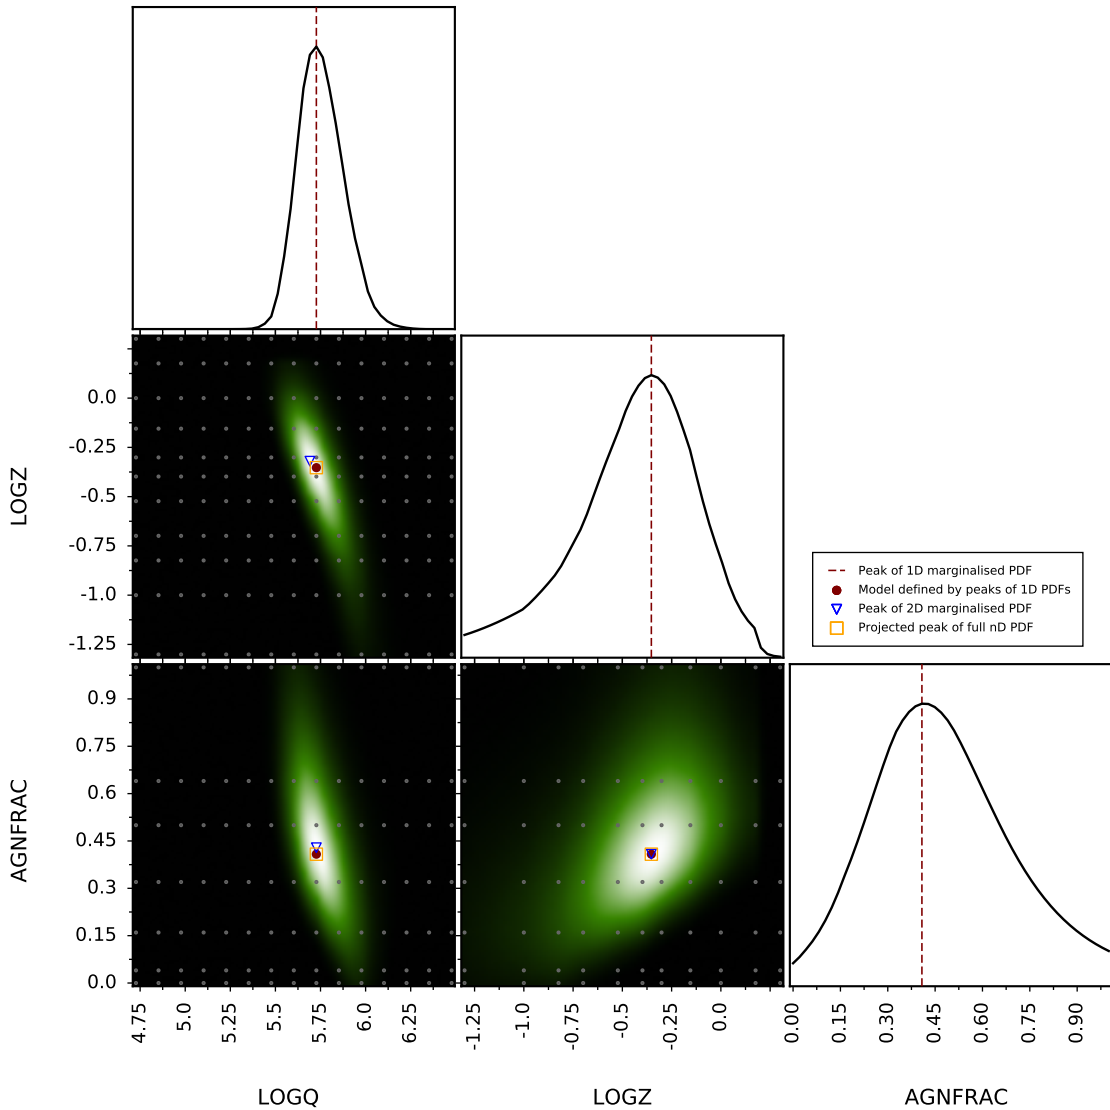 LOGZ
0.0
-0.25
-0.5
-0.75
-1.0
-1.25
Peak of 1D marginalised PDF
Model defined by peaks of 1D PDFs
Peak of 2D marginalised PDF
Projected peak of full nD PDF
AGNFRAC
0.9
0.75
0.6
0.45
0.3
0.15
0.0
4.75 5.0 5.25 5.5 5.75 6.0 6.25 -1.25 -1.0 -0.75 -0.5 -0.25 0.0 0.00 0.15 0.30 0.45 0.60 0.75 0.90
LOGQ LOGZ AGNFRAC